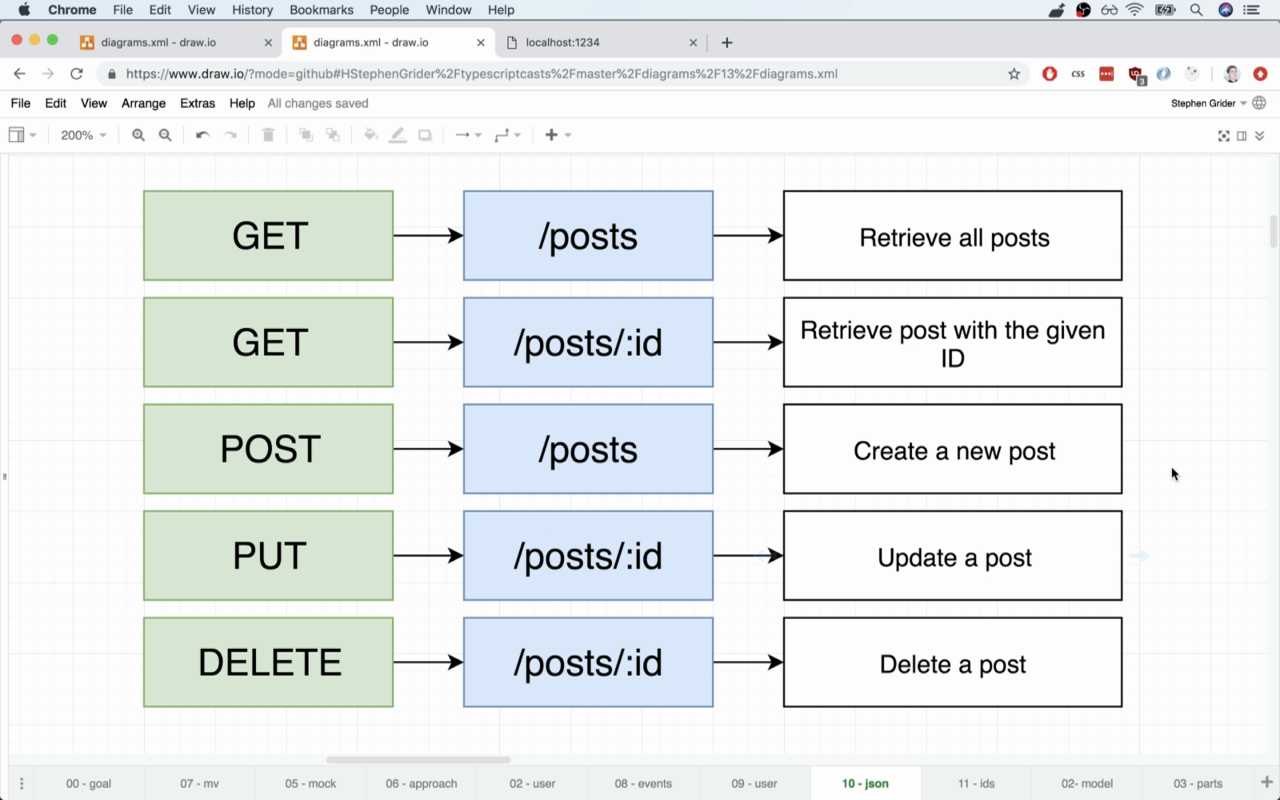 Chrome File Edit View History Bookmarks People Window Help
diagrams.xml - draw.io
diagrams.xml - draw.io
localhost:1234
https://www.draw.io/?mode=github#HStephenGrider%2Ftypescriptcasts%2Fmaster%2Fdiagrams%2F13%2Fdiagrams.xml
CSS
3
File Edit View Arrange Extras Help All changes saved
Stephen Grider
200%
GET /posts Retrieve all posts
GET /posts/:id Retrieve post with the given
ID
POST /posts Create a new post
PUT /posts/:id Update a post
DELETE /posts/:id Delete a post
00 - goal 07 - mv 05 - mock 06 - approach 02 - user 08 - events 09 - user 10 - json 11 - ids 02- model 03 - parts